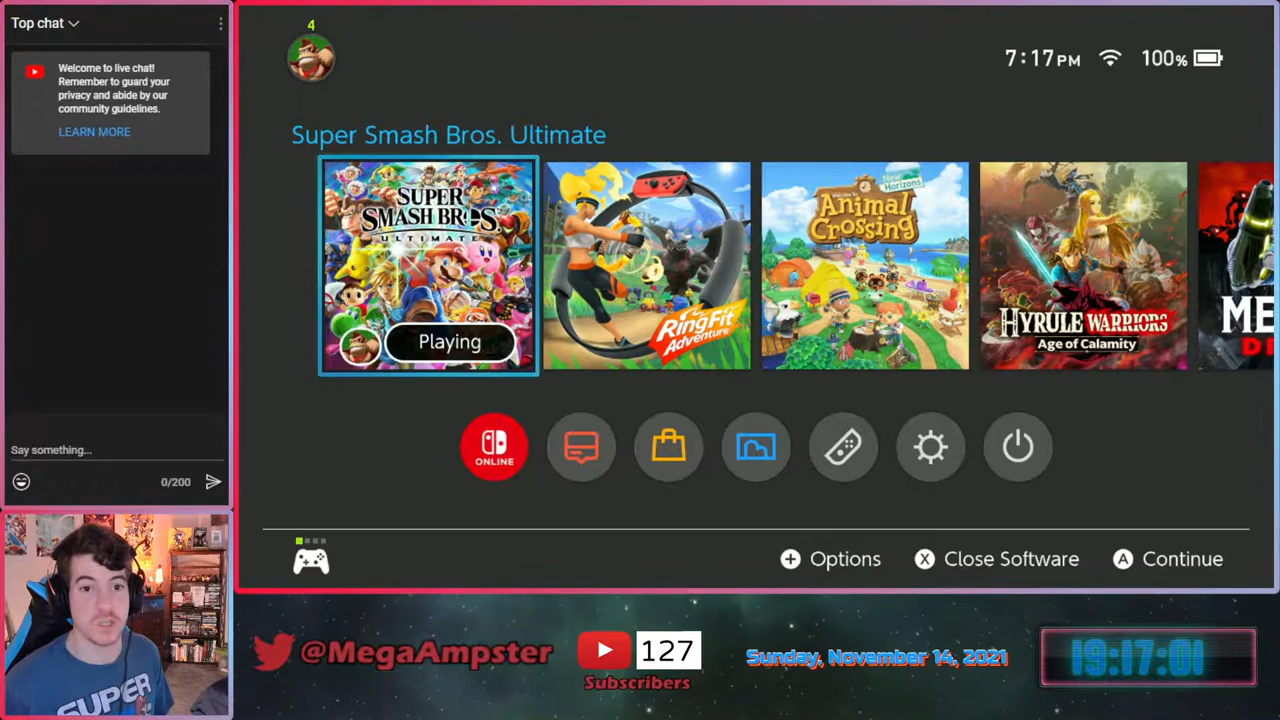 Top chat
Welcome to live chat!
Remember to guard your
privacy and abide by our
community guidelines.
LEARN MORE
Say something...
0/200
4
7:17PM
100%
Super Smash Bros. Ultimate
SUPER
SMASH BROS.
ULTIMATE
Playing
RingFit
Adventure
New
Horizons
Animal
Crossing
HYRULE WARRIORS
Age of Calamity
ME
D
ONLINE
+ Options
X Close Software
A Continue
SUPER
@MegaAmpster
127
Subscribers
Sunday, November 14, 2021
19:17:01